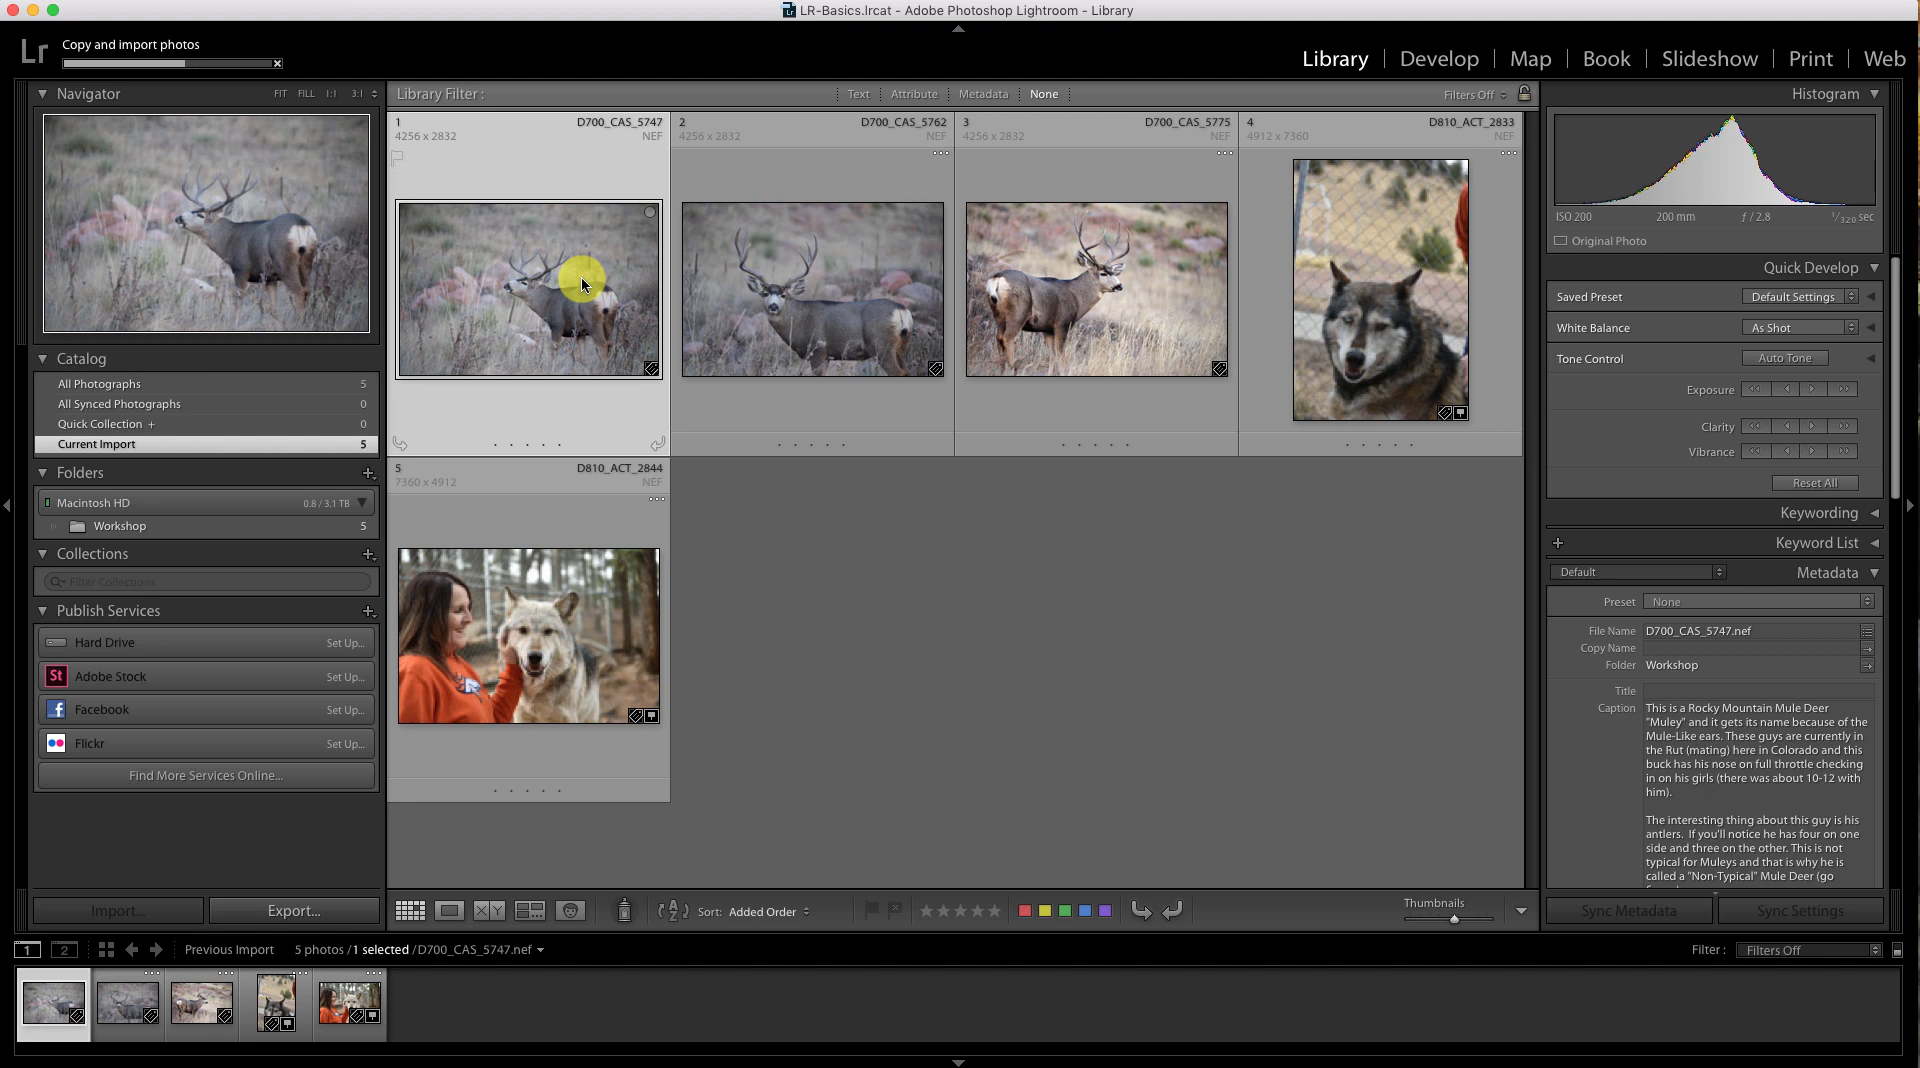 LR-Basics.lrcat - Adobe Photoshop Lightroom - Library
Lr
Copy and import photos
Library | Develop | Map | Book | Slideshow | Print | Web
Navigator FIT FILL 1:1 3:1
Library Filter : Text Attribute Metadata None Filters Off
Histogram
1 D700_CAS_5747
4256 x 2832 NEF
2 D700_CAS_5762
4256 x 2832 NEF
3 D700_CAS_5775
4256 x 2832 NEF
4 D810_ACT_2833
4912 x 7360 NEF
5 D810_ACT_2844
7360 x 4912 NEF
ISO 200 200 mm ƒ / 2.8 1/320 sec
Original Photo
Quick Develop
Saved Preset Default Settings
White Balance As Shot
Tone Control Auto Tone
Exposure
Clarity
Vibrance
Reset All
Keywording
Keyword List
Default Metadata
Preset None
File Name D700_CAS_5747.nef
Copy Name
Folder Workshop
Title
Caption This is a Rocky Mountain Mule Deer
"Muley" and it gets its name because of the
Mule-Like ears. These guys are currently in
the Rut (mating) here in Colorado and this
buck has his nose on full throttle checking
in on his girls (there was about 10-12 with
him).
The interesting thing about this guy is his
antlers. If you'll notice he has four on one
side and three on the other. This is not
typical for Muleys and that is why he is
called a "Non-Typical" Mule Deer (go
Catalog
All Photographs 5
All Synced Photographs 0
Quick Collection + 0
Current Import 5
Folders
Macintosh HD 0.8 / 3.1 TB
Workshop 5
Collections
Filter Collections
Publish Services
Hard Drive Set Up...
St Adobe Stock Set Up...
f Facebook Set Up...
Flickr Set Up...
Find More Services Online...
Import... Export...
XY Sort: Added Order Thumbnails
Sync Metadata Sync Settings
1 2 Previous Import 5 photos / 1 selected / D700_CAS_5747.nef Filter : Filters Off